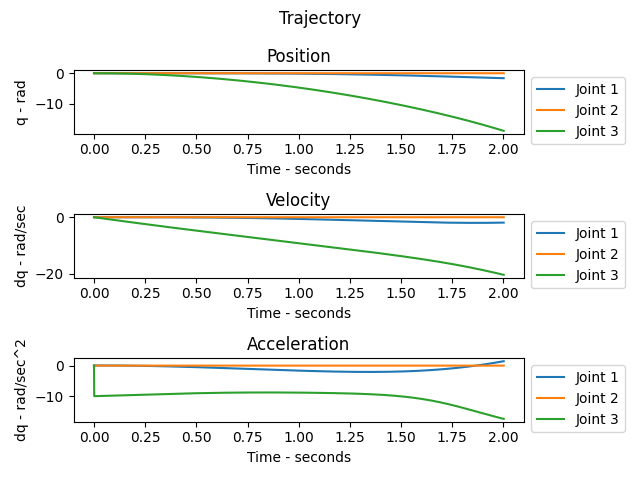 Trajectory
Position
q - rad
0
−10
0.00 0.25 0.50 0.75 1.00 1.25 1.50 1.75 2.00
Time - seconds
Joint 1
Joint 2
Joint 3
Velocity
dq - rad/sec
0
−20
0.00 0.25 0.50 0.75 1.00 1.25 1.50 1.75 2.00
Time - seconds
Joint 1
Joint 2
Joint 3
Acceleration
dq - rad/sec^2
0
−10
0.00 0.25 0.50 0.75 1.00 1.25 1.50 1.75 2.00
Time - seconds
Joint 1
Joint 2
Joint 3